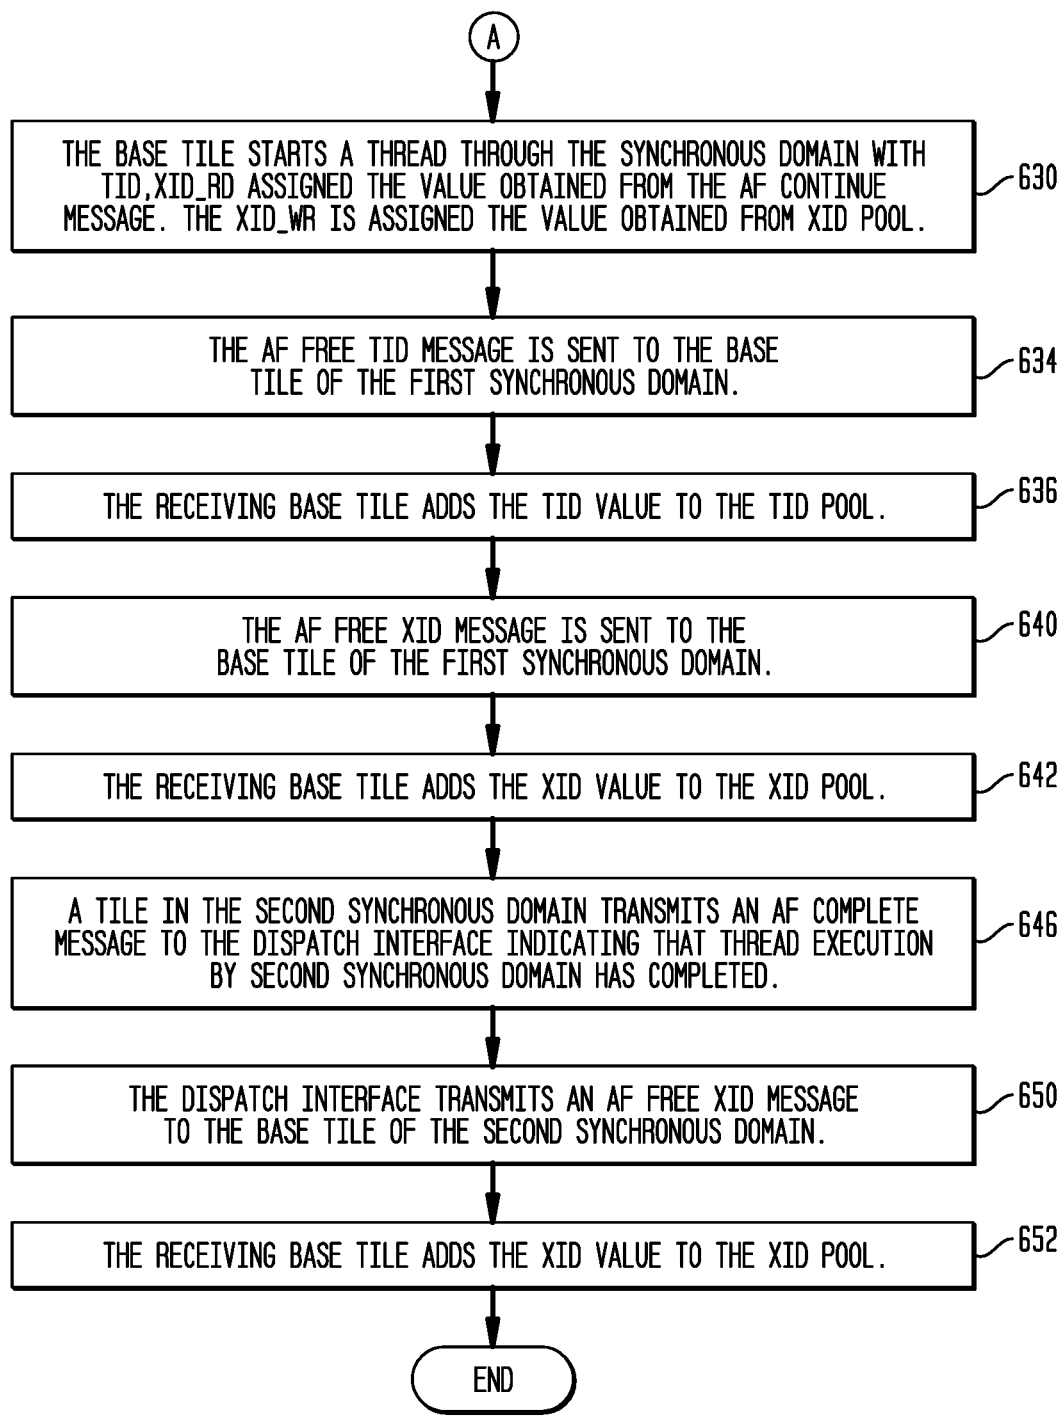 A
THE BASE TILE STARTS A THREAD THROUGH THE SYNCHRONOUS DOMAIN WITH
TID,XID_RD ASSIGNED THE VALUE OBTAINED FROM THE AF CONTINUE
MESSAGE. THE XID_WR IS ASSIGNED THE VALUE OBTAINED FROM XID POOL.
630
THE AF FREE TID MESSAGE IS SENT TO THE BASE
TILE OF THE FIRST SYNCHRONOUS DOMAIN.
634
THE RECEIVING BASE TILE ADDS THE TID VALUE TO THE TID POOL.
636
THE AF FREE XID MESSAGE IS SENT TO THE
BASE TILE OF THE FIRST SYNCHRONOUS DOMAIN.
640
THE RECEIVING BASE TILE ADDS THE XID VALUE TO THE XID POOL.
642
A TILE IN THE SECOND SYNCHRONOUS DOMAIN TRANSMITS AN AF COMPLETE
MESSAGE TO THE DISPATCH INTERFACE INDICATING THAT THREAD EXECUTION
BY SECOND SYNCHRONOUS DOMAIN HAS COMPLETED.
646
THE DISPATCH INTERFACE TRANSMITS AN AF FREE XID MESSAGE
TO THE BASE TILE OF THE SECOND SYNCHRONOUS DOMAIN.
650
THE RECEIVING BASE TILE ADDS THE XID VALUE TO THE XID POOL.
652
END